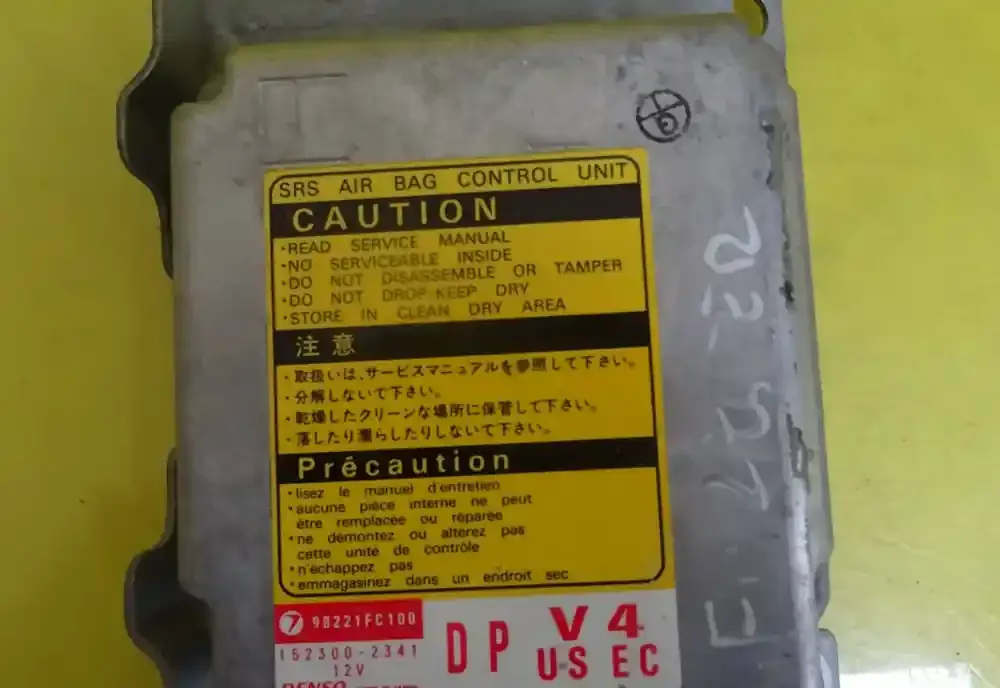 SRS AIR BAG CONTROL UNIT
CAUTION
·READ SERVICE MANUAL
·NO SERVICEABLE INSIDE
·DO NOT DISASSEMBLE OR TAMPER
·DO NOT DROP·KEEP DRY
·STORE IN CLEAN DRY AREA
注意
·取扱いは、サービスマニュアルを参照して下さい。
·分解しないで下さい。
·乾燥したクリーンな場所に保管して下さい。
·落したり濡らしたりしないで下さい。
Précaution
·lisez le manuel d'entretien
·aucune pièce interne ne peut
être remplacée ou réparée
·ne démontez ou altérez pas
cette unité de contrôle
·n'échappez pas
·emmagasinez dans un endroit sec
7 98221FC100
152300-2341
12V
DENSO
DP
V4
U·S EC